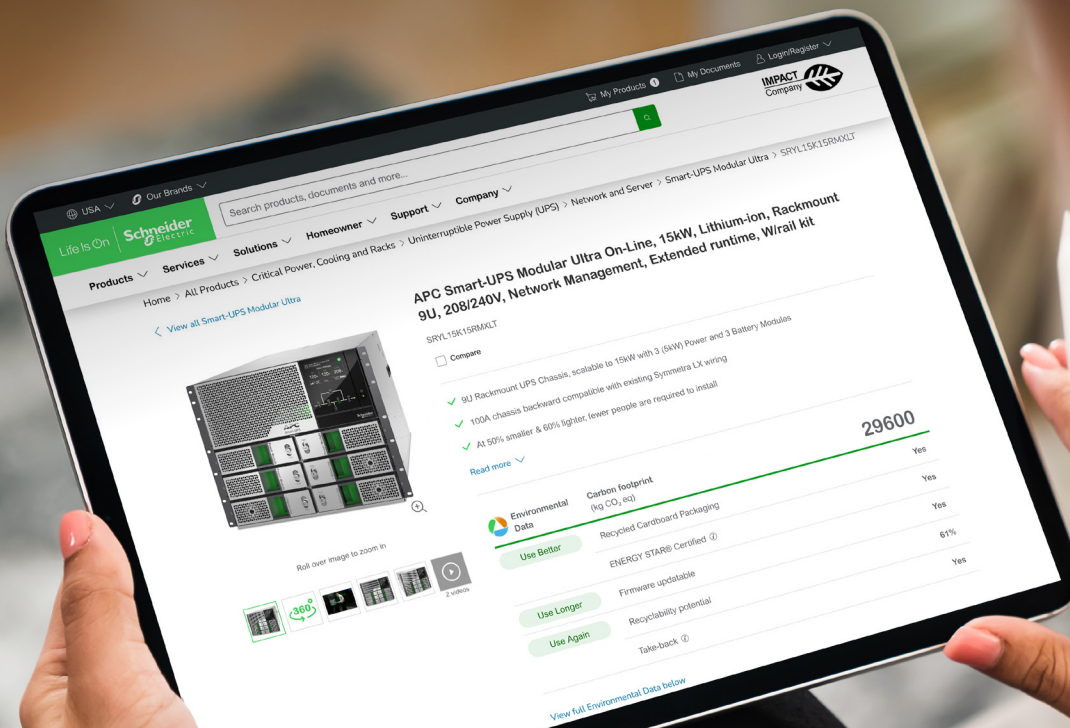 USA
Our Brands
My Products 1
My Documents
Login/Register
Life Is On
Schneider
Electric
Search products, documents and more...
IMPACT
Company
Products
Services
Solutions
Homeowner
Support
Company
Home > All Products > Critical Power, Cooling and Racks > Uninterruptible Power Supply (UPS) > Network and Server > Smart-UPS Modular Ultra > SRYL15K15RMXLT
View all Smart-UPS Modular Ultra
APC Smart-UPS Modular Ultra On-Line, 15kW, Lithium-ion, Rackmount
9U, 208/240V, Network Management, Extended runtime, W/rail kit
SRYL15K15RMXLT
Compare
9U Rackmount UPS Chassis, scalable to 15kW with 3 (5kW) Power and 3 Battery Modules
100A chassis backward compatible with existing Symmetra LX wiring
At 50% smaller & 60% lighter, fewer people are required to install
Read more
APC
Roll over image to zoom in
360°
2 videos
Environmental
Data
Carbon footprint
(kg CO₂ eq)
29600
Use Better
Recycled Cardboard Packaging
Yes
ENERGY STAR® Certified
Yes
Use Longer
Firmware updatable
Yes
Use Again
Recyclability potential
61%
Take-back
Yes
View full Environmental Data below